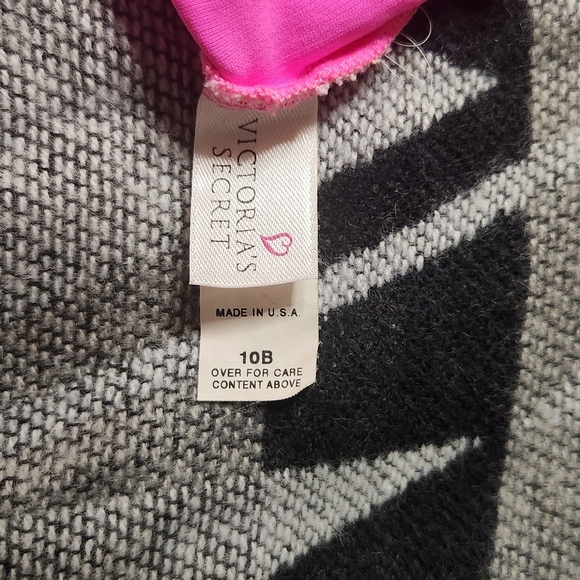 VICTORIA'S
SECRET
MADE IN U.S.A.
10B
OVER FOR CARE
CONTENT ABOVE